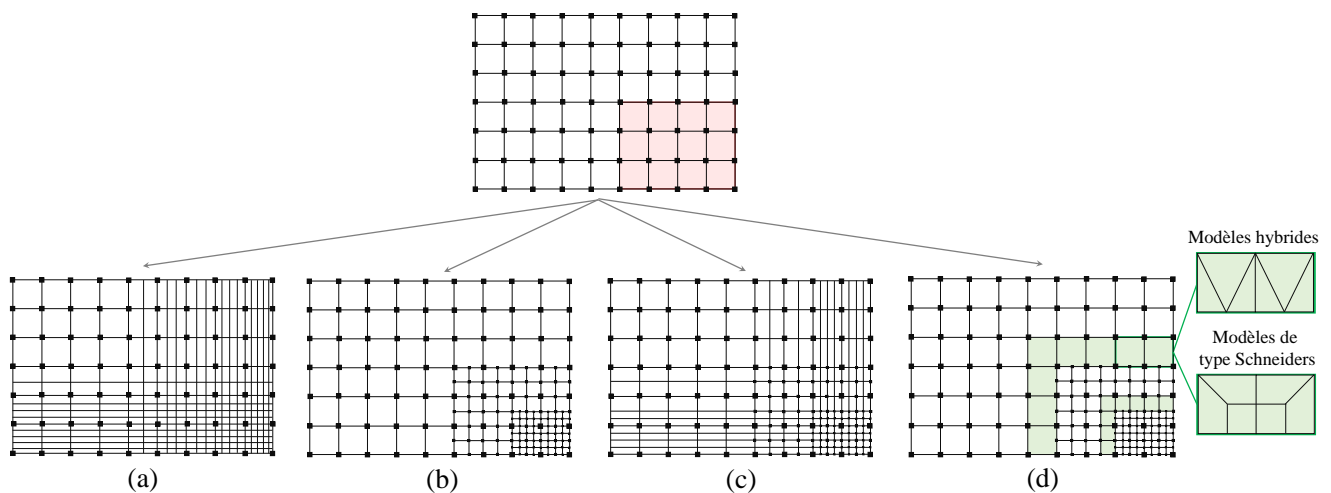 Modèles hybrides
Modèles de
type Schneiders
(a)
(b)
(c)
(d)